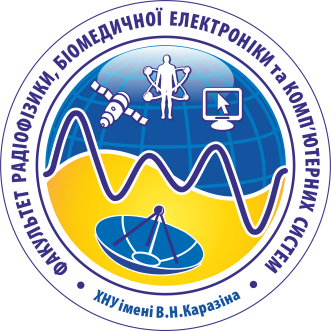 ФАКУЛЬТЕТ РАДІОФІЗИКИ, БІОМЕДИЧНОЇ ЕЛЕКТРОНІКИ та КОМП'ЮТЕРНИХ СИСТЕМ
ХНУ імені В.Н.Каразіна